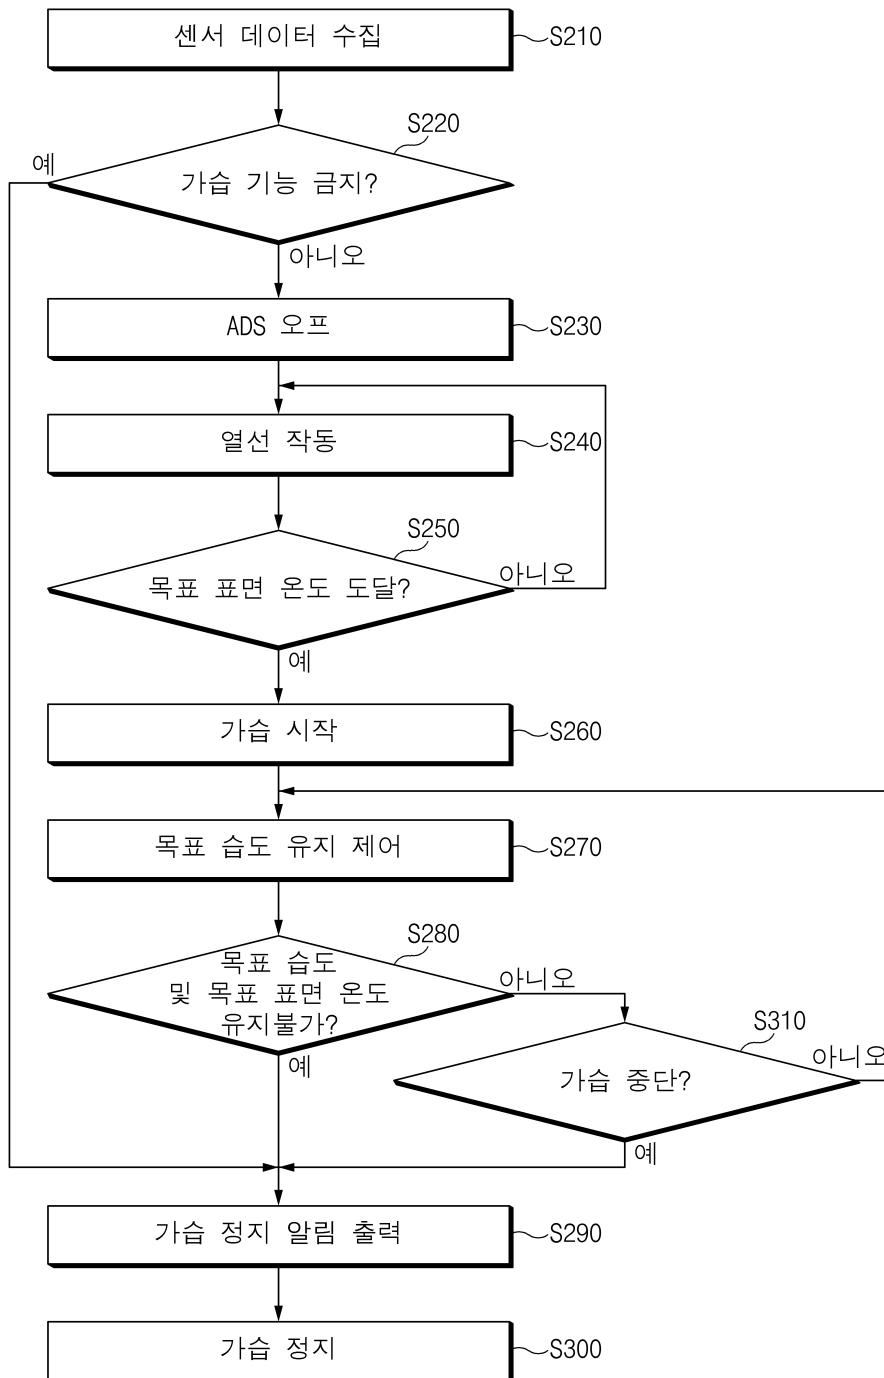 센서 데이터 수집
S210
S220
예
가습 기능 금지?
아니오
ADS 오프
S230
열선 작동
S240
S250
목표 표면 온도 도달?
아니오
예
가습 시작
S260
목표 습도 유지 제어
S270
S280
목표 습도
및 목표 표면 온도
유지불가?
아니오
예
S310
가습 중단?
아니오
예
가습 정지 알림 출력
S290
가습 정지
S300